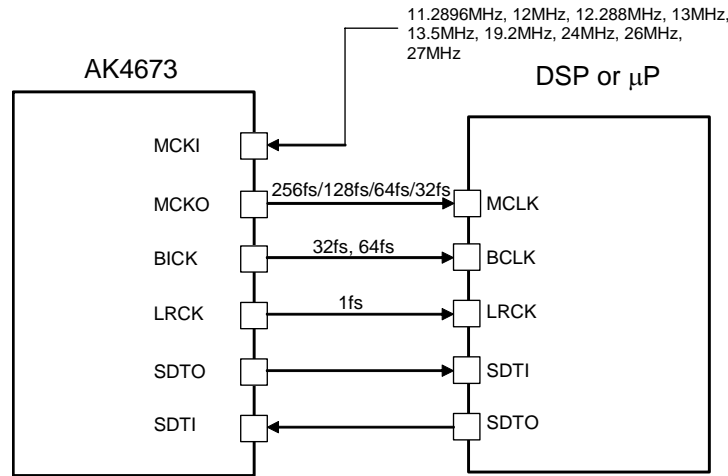 11.2896MHz, 12MHz, 12.288MHz, 13MHz,
13.5MHz, 19.2MHz, 24MHz, 26MHz,
27MHz
AK4673
DSP or μP
MCKI
MCKO
256fs/128fs/64fs/32fs
MCLK
BICK
32fs, 64fs
BCLK
LRCK
1fs
LRCK
SDTO
SDTI
SDTI
SDTO